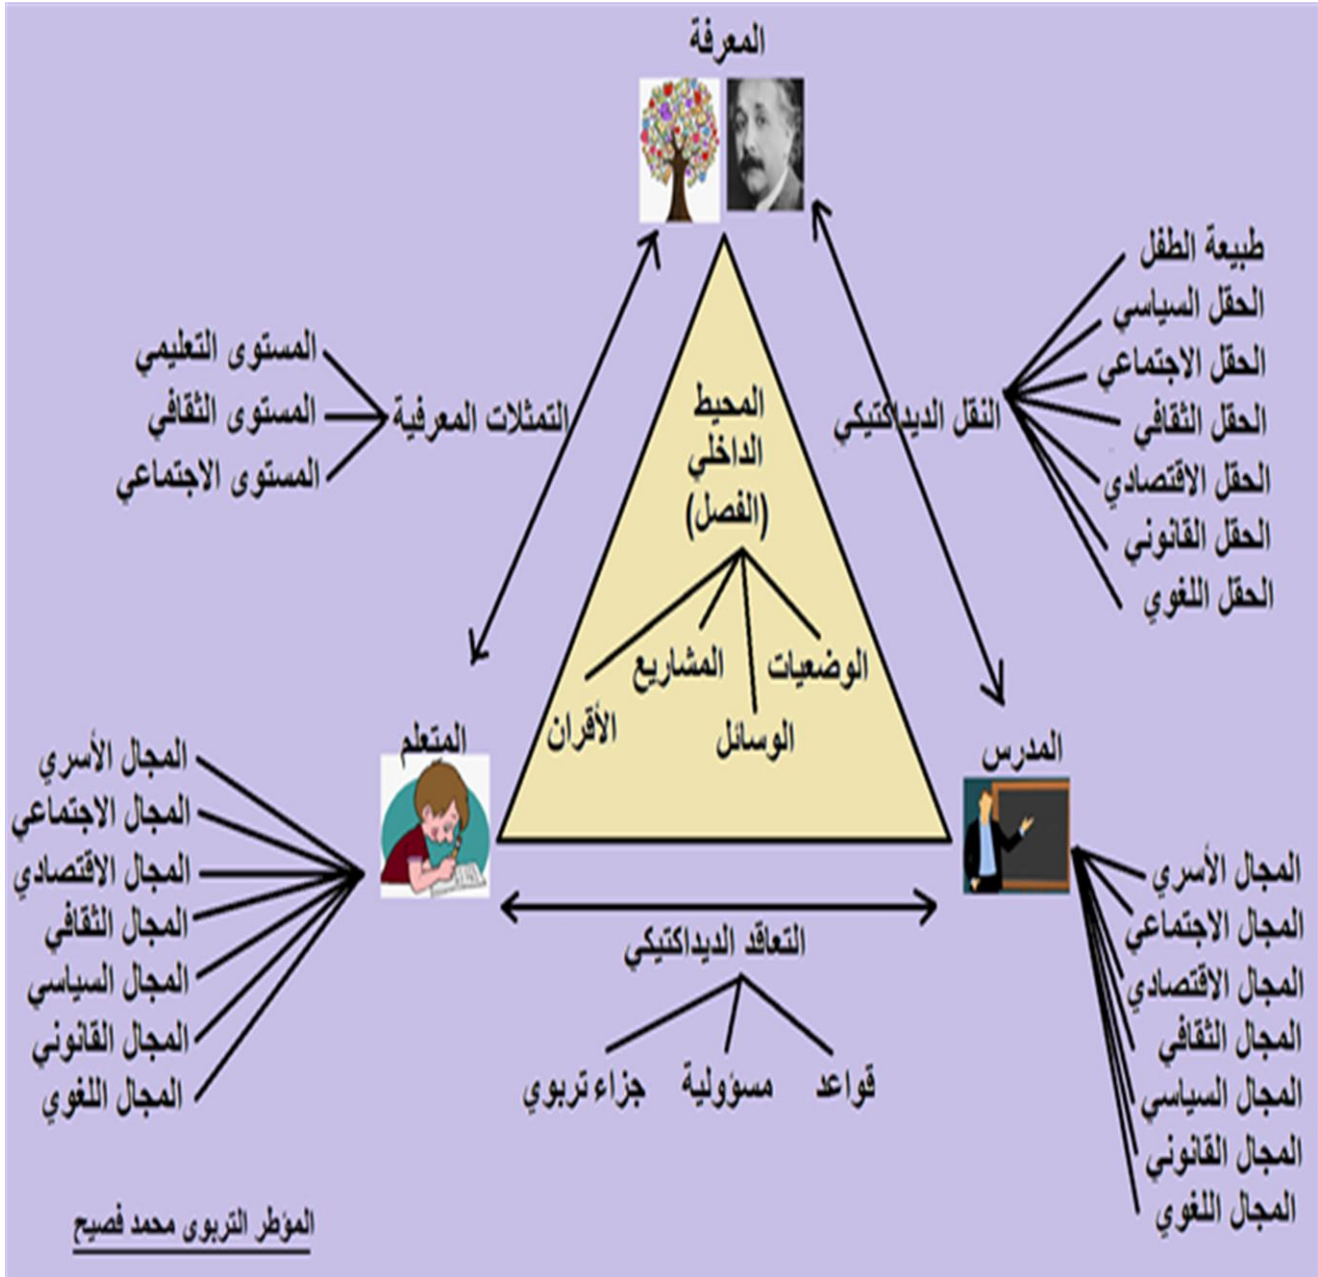 المعرفة
طبيعة الطفل
الحقل السياسي
الحقل الاجتماعي
الحقل الثقافي
الحقل الاقتصادي
الحقل القانوني
الحقل اللغوي
النقل الديداكتيكي
المحيط
الداخلي
(الفصل)
الوضعيات
المشاريع
الوسائل
الأقران
التمثلات المعرفية
المستوى التعليمي
المستوى الثقافي
المستوى الاجتماعي
المدرس
المجال الأسري
المجال الاجتماعي
المجال الاقتصادي
المجال الثقافي
المجال السياسي
المجال القانوني
المجال اللغوي
المتعلم
المجال الأسري
المجال الاجتماعي
المجال الاقتصادي
المجال الثقافي
المجال السياسي
المجال القانوني
المجال اللغوي
التعاقد الديداكتيكي
قواعد
مسؤولية
جزاء تربوي
المؤطر التربوى محمد فصيح